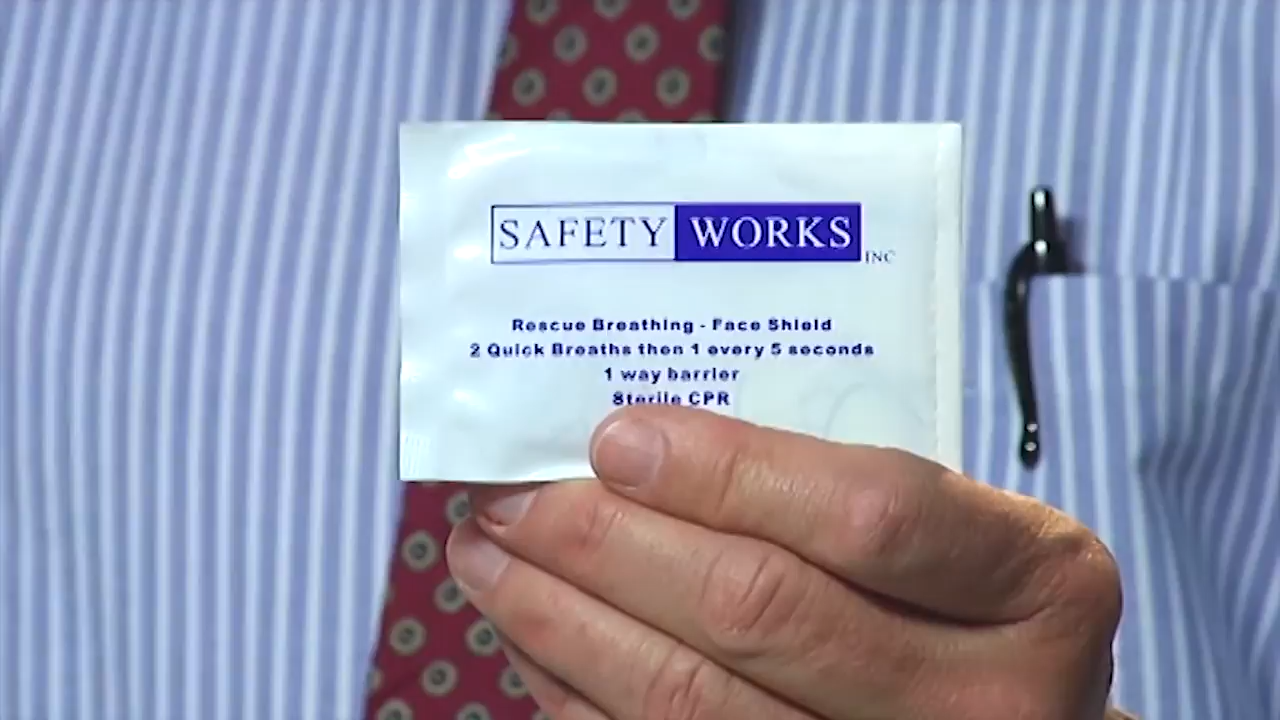 SAFETY WORKS INC
Rescue Breathing - Face Shield
2 Quick Breaths then 1 every 5 seconds
1 way barrier
Sterile CPR